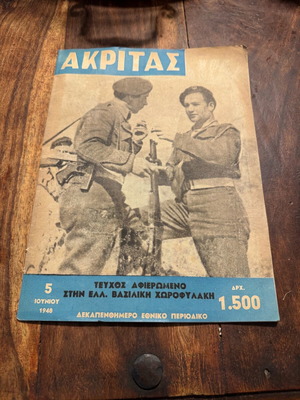 ΑΚΡΙΤΑΣ
5
ΙΟΥΝΙΟΥ
1948
ΤΕΥΧΟΣ ΑΦΙΕΡΩΜΕΝΟ
ΣΤΗΝ ΕΛΛ. ΒΑΣΙΛΙΚΗ ΧΩΡΟΦΥΛΑΚΗ
ΔΡΧ.
1.500
ΔΕΚΑΠΕΝΘΗΜΕΡΟ ΕΘΝΙΚΟ ΠΕΡΙΟΔΙΚΟ